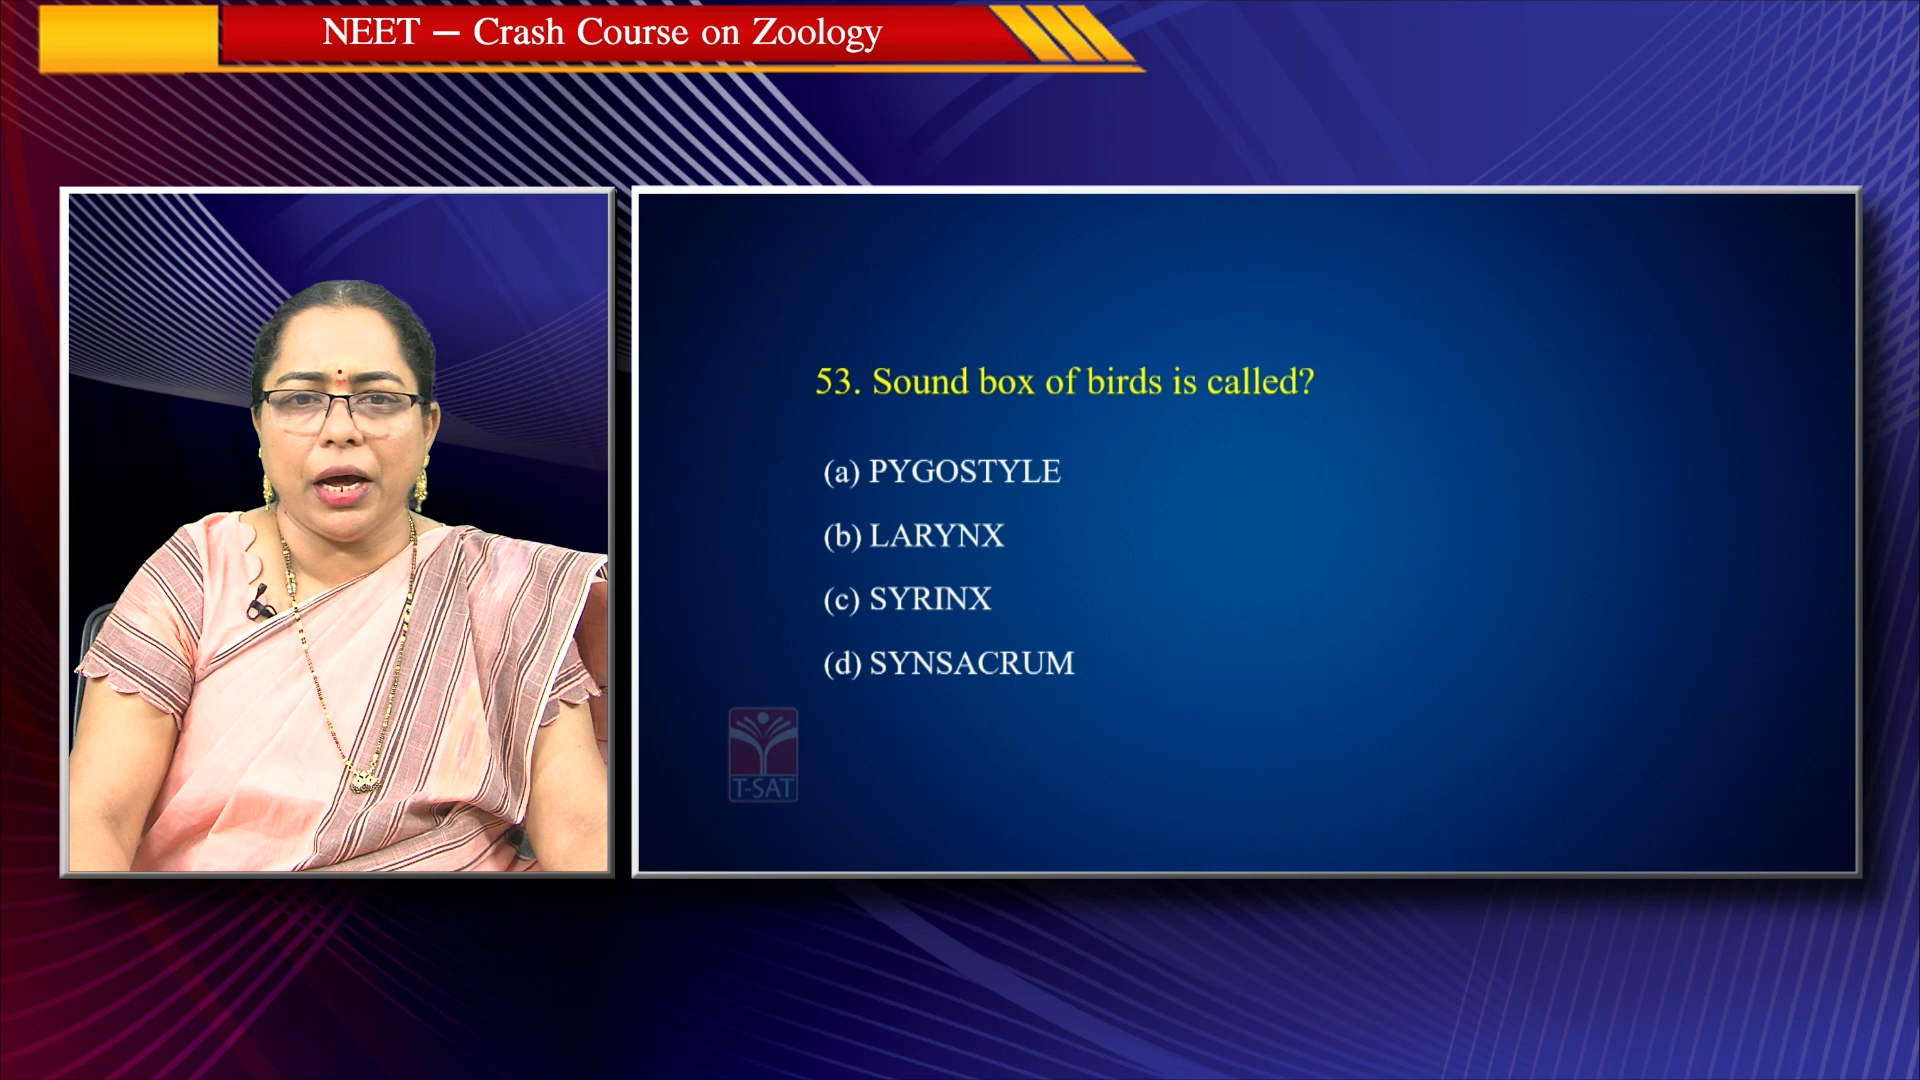 NEET – Crash Course on Zoology
53. Sound box of birds is called?
(a) PYGOSTYLE
(b) LARYNX
(c) SYRINX
(d) SYNSACRUM
T-SAT